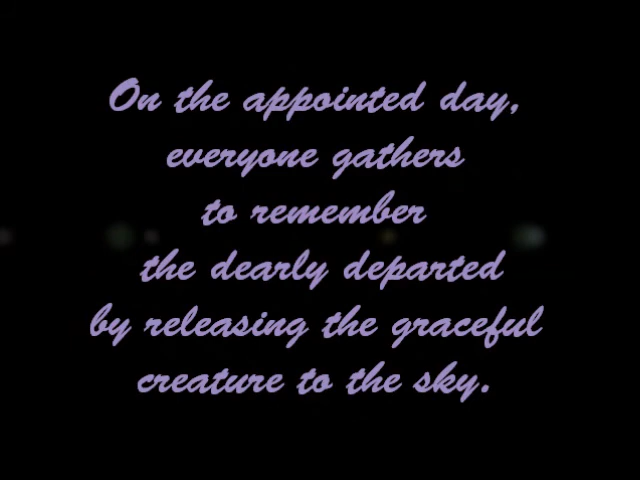 On the appointed day,
everyone gathers
to remember
the dearly departed
by releasing the graceful
creature to the sky.